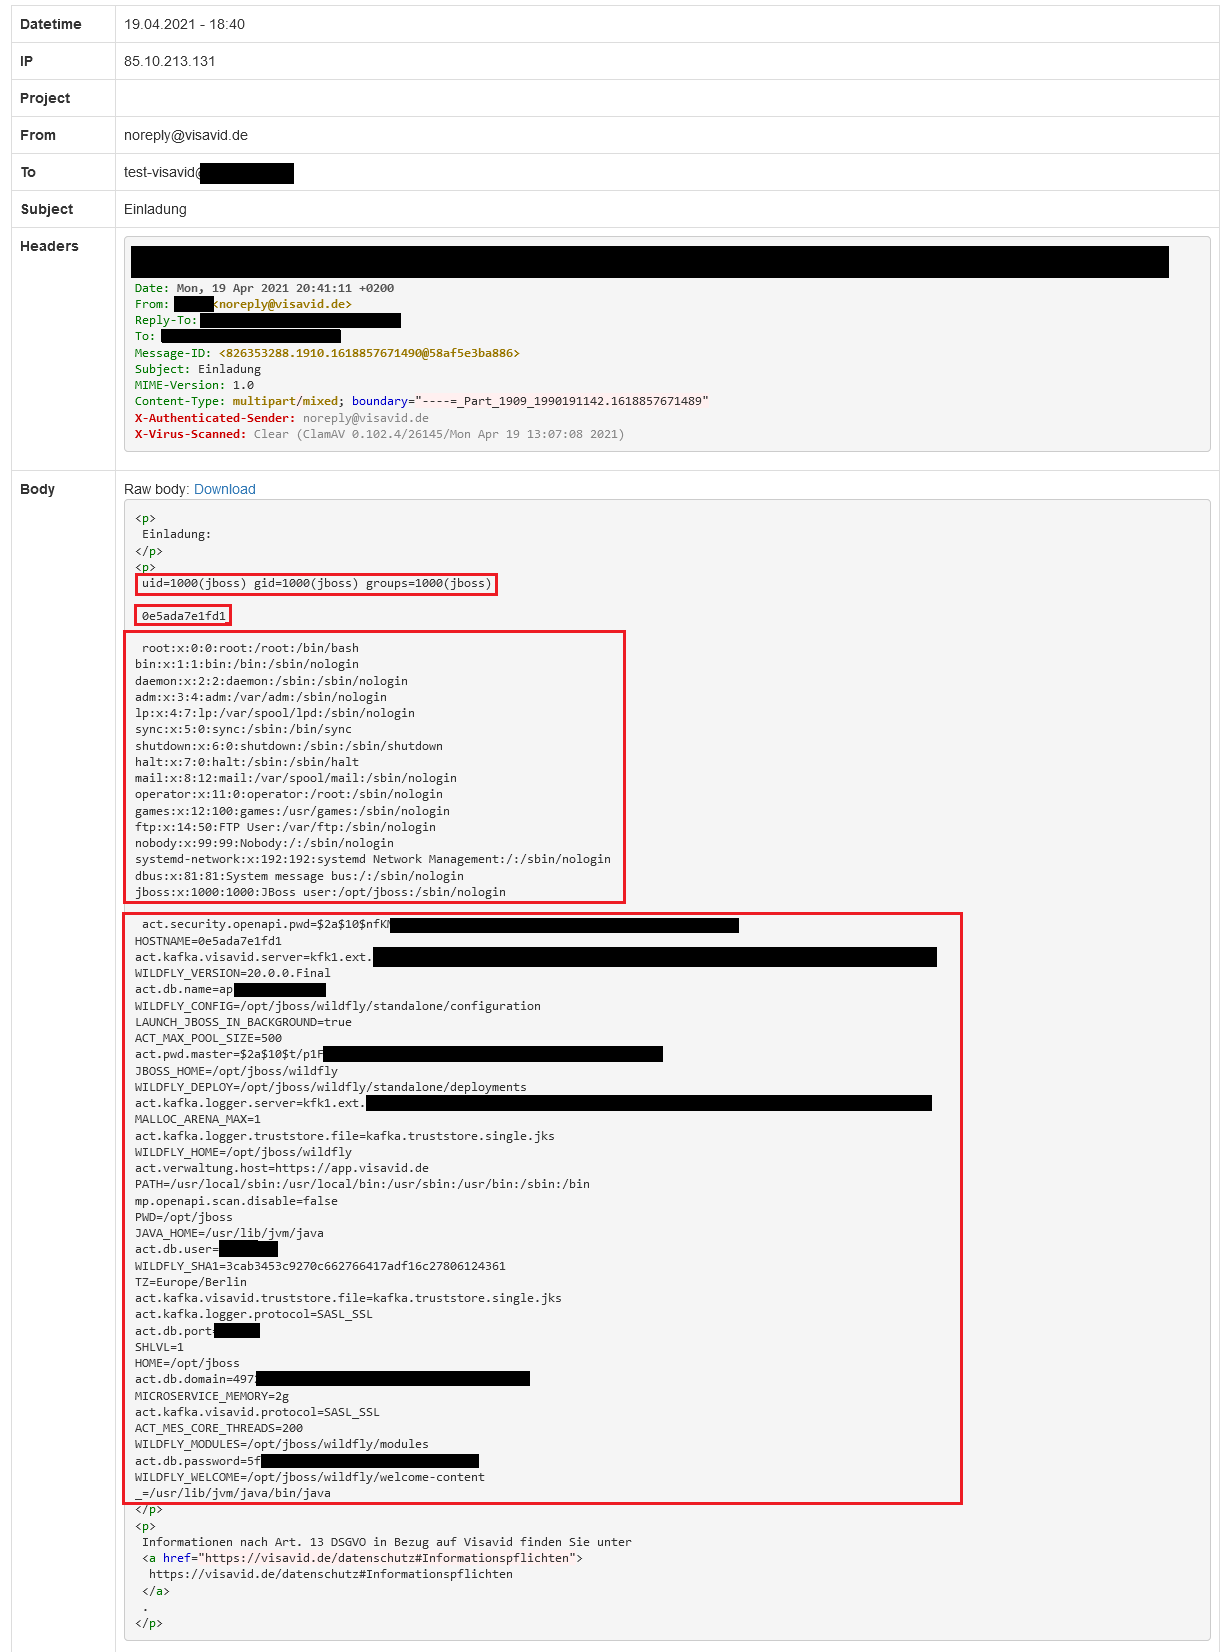 Datetime 19.04.2021 - 18:40
IP 85.10.213.131
Project
From noreply@visavid.de
To test-visavid@
Subject Einladung
Headers
Date: Mon, 19 Apr 2021 20:41:11 +0200
From: <noreply@visavid.de>
Reply-To:
To:
Message-ID: <826353288.1910.1618857671490@58af5e3ba886>
Subject: Einladung
MIME-Version: 1.0
Content-Type: multipart/mixed; boundary="----=_Part_1909_1990191142.1618857671489"
X-Authenticated-Sender: noreply@visavid.de
X-Virus-Scanned: Clear (ClamAV 0.102.4/26145/Mon Apr 19 13:07:08 2021)
Body Raw body: Download
<p>
Einladung:
</p>
<p>
uid=1000(jboss) gid=1000(jboss) groups=1000(jboss)
0e5ada7e1fd1
root:x:0:0:root:/root:/bin/bash
bin:x:1:1:bin:/bin:/sbin/nologin
daemon:x:2:2:daemon:/sbin:/sbin/nologin
adm:x:3:4:adm:/var/adm:/sbin/nologin
lp:x:4:7:lp:/var/spool/lpd:/sbin/nologin
sync:x:5:0:sync:/sbin:/bin/sync
shutdown:x:6:0:shutdown:/sbin:/sbin/shutdown
halt:x:7:0:halt:/sbin:/sbin/halt
mail:x:8:12:mail:/var/spool/mail:/sbin/nologin
operator:x:11:0:operator:/root:/sbin/nologin
games:x:12:100:games:/usr/games:/sbin/nologin
ftp:x:14:50:FTP User:/var/ftp:/sbin/nologin
nobody:x:99:99:Nobody:/:/sbin/nologin
systemd-network:x:192:192:systemd Network Management:/:/sbin/nologin
dbus:x:81:81:System message bus:/:/sbin/nologin
jboss:x:1000:1000:JBoss user:/opt/jboss:/sbin/nologin
act.security.openapi.pwd=$2a$10$nfK
HOSTNAME=0e5ada7e1fd1
act.kafka.visavid.server=kfk1.ext.
WILDFLY_VERSION=20.0.0.Final
act.db.name=ap
WILDFLY_CONFIG=/opt/jboss/wildfly/standalone/configuration
LAUNCH_JBOSS_IN_BACKGROUND=true
ACT_MAX_POOL_SIZE=500
act.pwd.master=$2a$10$t/p1F
JBOSS_HOME=/opt/jboss/wildfly
WILDFLY_DEPLOY=/opt/jboss/wildfly/standalone/deployments
act.kafka.logger.server=kfk1.ext.
MALLOC_ARENA_MAX=1
act.kafka.logger.truststore.file=kafka.truststore.single.jks
WILDFLY_HOME=/opt/jboss/wildfly
act.verwaltung.host=https://app.visavid.de
PATH=/usr/local/sbin:/usr/local/bin:/usr/sbin:/usr/bin:/sbin:/bin
mp.openapi.scan.disable=false
PWD=/opt/jboss
JAVA_HOME=/usr/lib/jvm/java
act.db.user=
WILDFLY_SHA1=3cab3453c9270c662766417adf16c27806124361
TZ=Europe/Berlin
act.kafka.visavid.truststore.file=kafka.truststore.single.jks
act.kafka.logger.protocol=SASL_SSL
act.db.port
SHLVL=1
HOME=/opt/jboss
act.db.domain=497
MICROSERVICE_MEMORY=2g
act.kafka.visavid.protocol=SASL_SSL
ACT_MES_CORE_THREADS=200
WILDFLY_MODULES=/opt/jboss/wildfly/modules
act.db.password=5f
WILDFLY_WELCOME=/opt/jboss/wildfly/welcome-content
_=/usr/lib/jvm/java/bin/java
</p>
<p>
Informationen nach Art. 13 DSGVO in Bezug auf Visavid finden Sie unter
<a href="https://visavid.de/datenschutz#Informationspflichten">
https://visavid.de/datenschutz#Informationspflichten
</a>
.
</p>